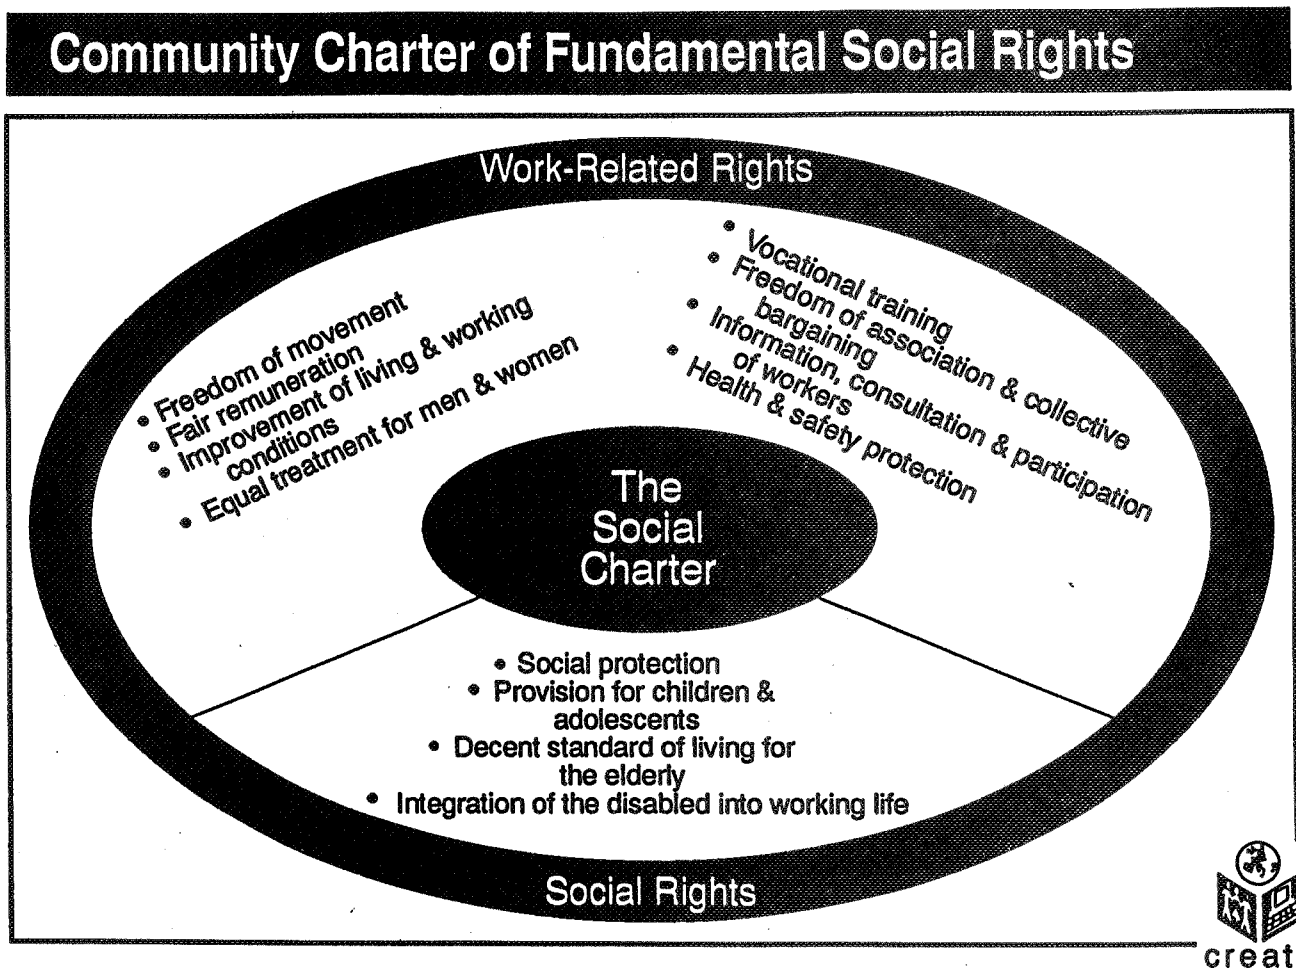 Community Charter of Fundamental Social Rights
Work-Related Rights
• Freedom of movement
• Fair remuneration
• Improvement of living & working
conditions
• Equal treatment for men & women
• Vocational training
• Freedom of association & collective
bargaining
• Information, consultation & participation
of workers
• Health & safety protection
The
Social
Charter
• Social protection
• Provision for children &
adolescents
• Decent standard of living for
the elderly
• Integration of the disabled into working life
Social Rights
creat